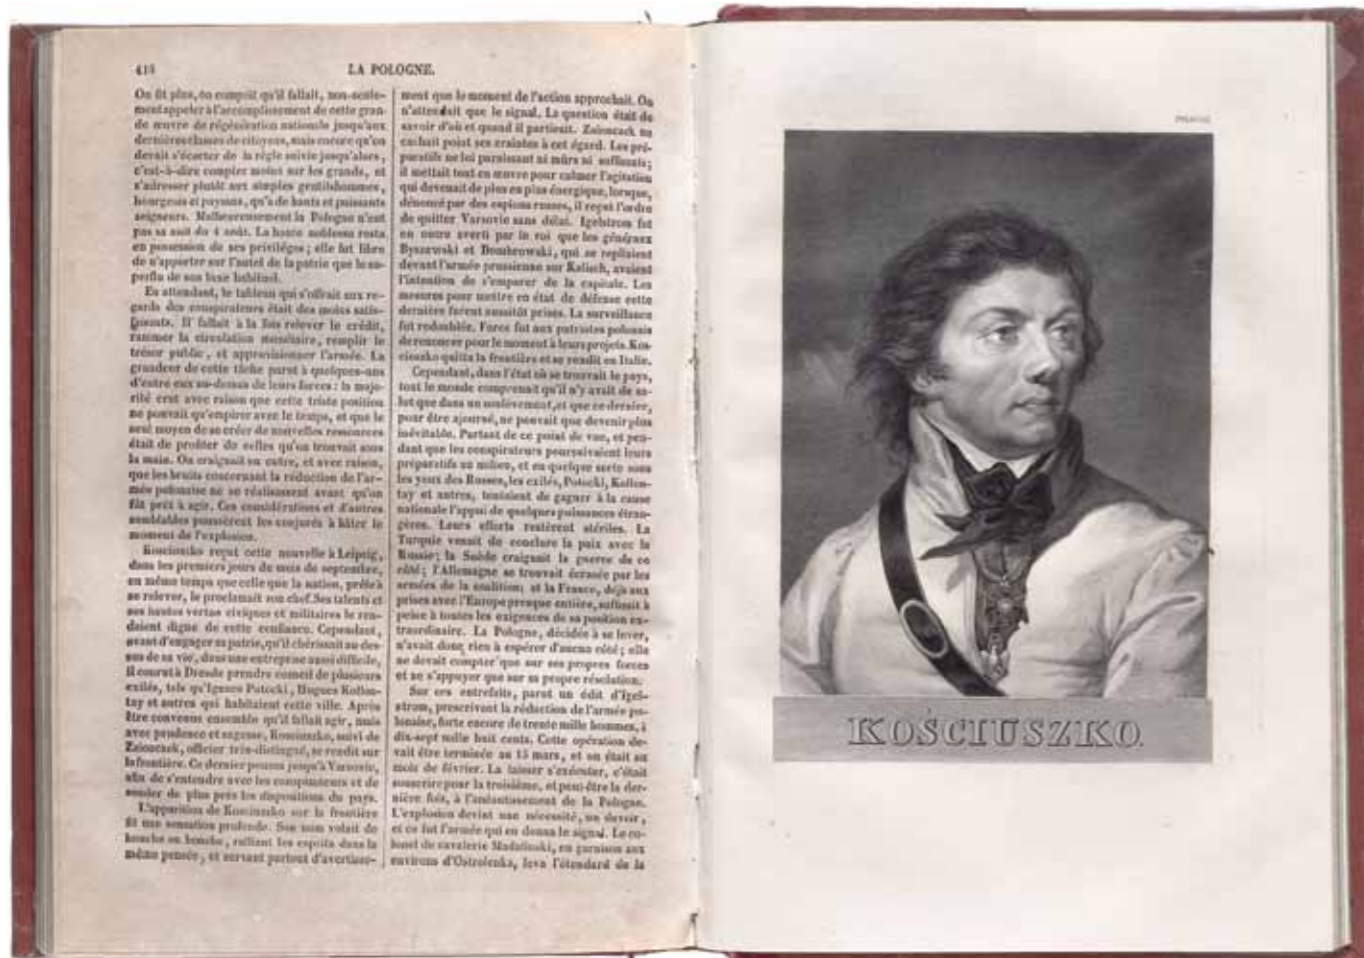 418
LA POLOGNE.
On fit plus, on comprit qu'il fallait, non-seule-
ment appeler à l'accomplissement de cette gran-
de œuvre de régénération nationale jusqu'aux
dernières classes de citoyens, mais encore qu'on
devait s'écarter de la règle suivie jusqu'alors,
c'est-à-dire compter moins sur les grands, et
s'adresser plutôt aux simples gentilshommes,
bourgeois et paysans, qu'à de hauts et puissants
seigneurs. Malheureusement la Pologne n'eut
pas sa nuit du 4 août. La haute noblesse resta
en possession de ses priviléges; elle fut libre
de n'apporter sur l'autel de la patrie que le su-
perflu de son luxe habituel.
En attendant, le tableau qui s'offrait aux re-
gards des conspirateurs était des moins satis-
faisants. Il fallait à la fois relever le crédit,
ranimer la circulation monétaire, remplir le
trésor public, et approvisionner l'armée. La
grandeur de cette tâche parut à quelques-uns
d'entre eux au-dessus de leurs forces: la majo-
rité crut avec raison que cette triste position
ne pouvait qu'empirer avec le temps, et que le
seul moyen de se créer de nouvelles ressources
était de profiter de celles qu'on trouvait sous
la main. On craignait en outre, et avec raison,
que les bruits concernant la réduction de l'ar-
mée polonaise ne se réalisassent avant qu'on
fût prêt à agir. Ces considérations et d'autres
semblables poussèrent les conjurés à hâter le
moment de l'explosion.
Kosciuszko reçut cette nouvelle à Leipzig,
dans les premiers jours du mois de septembre,
en même temps que celle que la nation, prête à
se relever, le proclamait son chef. Ses talents et
ses hautes vertus civiques et militaires le ren-
daient digne de cette confiance. Cependant,
avant d'engager sa patrie, qu'il chérissait au-des-
sus de sa vie, dans une entreprise aussi difficile,
il courut à Dresde prendre conseil de plusieurs
exilés, tels qu'Ignace Potocki, Hugues Kollon-
tay et autres qui habitaient cette ville. Après
être convenus ensemble qu'il fallait agir, mais
avec prudence et sagesse, Kosciuszko, suivi de
Zaioncack, officier très-distingué, se rendit sur
la frontière. Ce dernier poussa jusqu'à Varsovie,
afin de s'entendre avec les conspirateurs et de
sonder de plus près les dispositions du pays.
L'apparition de Kosciuszko sur la frontière
fit une sensation profonde. Son nom volait de
bouche en bouche, ralliant les esprits dans la
même pensée, et servant partout d'avertisse-
ment que le moment de l'action approchait. On
n'attendait que le signal. La question était de
savoir d'où et quand il partirait. Zaioncack ne
cachait point ses craintes à cet égard. Les pré-
paratifs ne lui paraissant ni mûrs ni suffisants;
il mettait tout en œuvre pour calmer l'agitation
qui devenait de plus en plus énergique, lorsque,
dénoncé par des espions russes, il reçut l'ordre
de quitter Varsovie sans délai. Igelstrom fut
en outre averti par le roi que les généraux
Byszewski et Dombrowski, qui se repliaient
devant l'armée prussienne sur Kalisch, avaient
l'intention de s'emparer de la capitale. Les
mesures pour mettre en état de défense cette
dernière furent aussitôt prises. La surveillance
fut redoublée. Force fut aux patriotes polonais
de renoncer pour le moment à leurs projets. Kos-
ciuszko quitta la frontière et se rendit en Italie.
Cependant, dans l'état où se trouvait le pays,
tout le monde comprenait qu'il n'y avait de sa-
lut que dans un soulèvement, et que ce dernier,
pour être ajourné, ne pouvait que devenir plus
inévitable. Partant de ce point de vue, et pen-
dant que les conspirateurs poursuivaient leurs
préparatifs au milieu, et en quelque sorte sous
les yeux des Russes, les exilés, Potocki, Kollon-
tay et autres, tentaient de gagner à la cause
nationale l'appui de quelques puissances étran-
gères. Leurs efforts restèrent stériles. La
Turquie venait de conclure la paix avec la
Russie; la Suède craignait la guerre de ce
côté; l'Allemagne se trouvait écrasée par les
armées de la coalition; et la France, déjà aux
prises avec l'Europe presque entière, suffisait à
peine à toutes les exigences de sa position ex-
traordinaire. La Pologne, décidée à se lever,
n'avait donc rien à espérer d'aucun côté; elle
ne devait compter que sur ses propres forces
et ne s'appuyer que sur sa propre résolution.
Sur ces entrefaits, parut un édit d'Igel-
strom, prescrivant la réduction de l'armée po-
lonaise, forte encore de trente mille hommes, à
dix-sept mille huit cents. Cette opération de-
vait être terminée au 15 mars, et on était au
mois de février. La laisser s'exécuter, c'était
souscrire pour la troisième, et peut-être la der-
nière fois, à l'anéantissement de la Pologne.
L'explosion devint une nécessité, un devoir,
et ce fut l'armée qui en donna le signal. Le co-
lonel de cavalerie Madalinski, en garnison aux
environs d'Ostrolenka, leva l'étendard de la
POLOGNE
KOŚCIUSZKO.